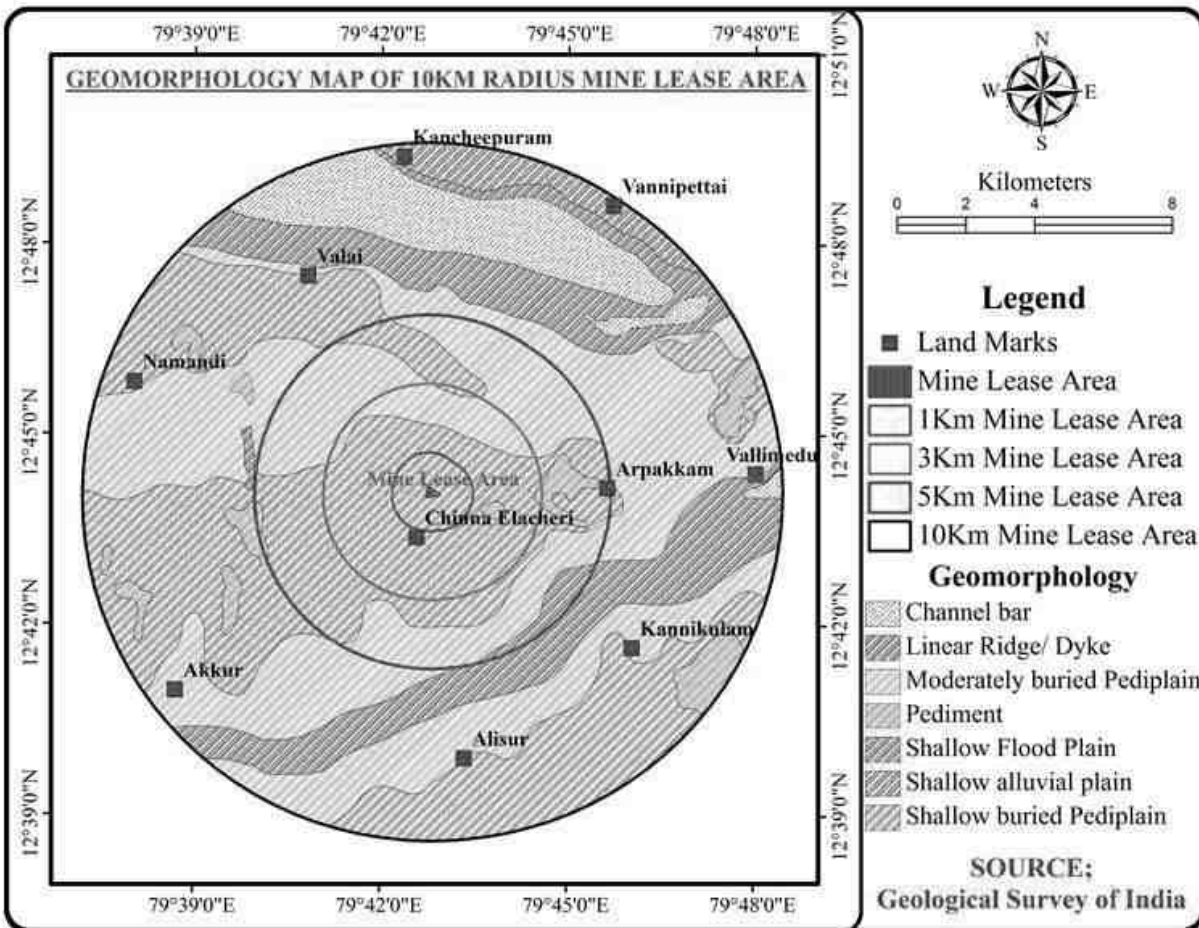 79°39'0"E 79°42'0"E 79°45'0"E 79°48'0"E
GEOMORPHOLOGY MAP OF 10KM RADIUS MINE LEASE AREA
12°51'0"N
12°48'0"N
12°45'0"N
12°42'0"N
12°39'0"N
Kancheepuram
Vannipettai
Valai
Namandi
Vallimedu
Arpakkam
Mine Lease Area
Chinna Elacheri
Kannikulam
Akkur
Alisur
12°48'0"N
12°45'0"N
12°42'0"N
12°39'0"N
79°39'0"E 79°42'0"E 79°45'0"E 79°48'0"E
N
W E
S
Kilometers
0 2 4 8
Legend
Land Marks
Mine Lease Area
1Km Mine Lease Area
3Km Mine Lease Area
5Km Mine Lease Area
10Km Mine Lease Area
Geomorphology
Channel bar
Linear Ridge/ Dyke
Moderately buried Pediplain
Pediment
Shallow Flood Plain
Shallow alluvial plain
Shallow buried Pediplain
SOURCE;
Geological Survey of India